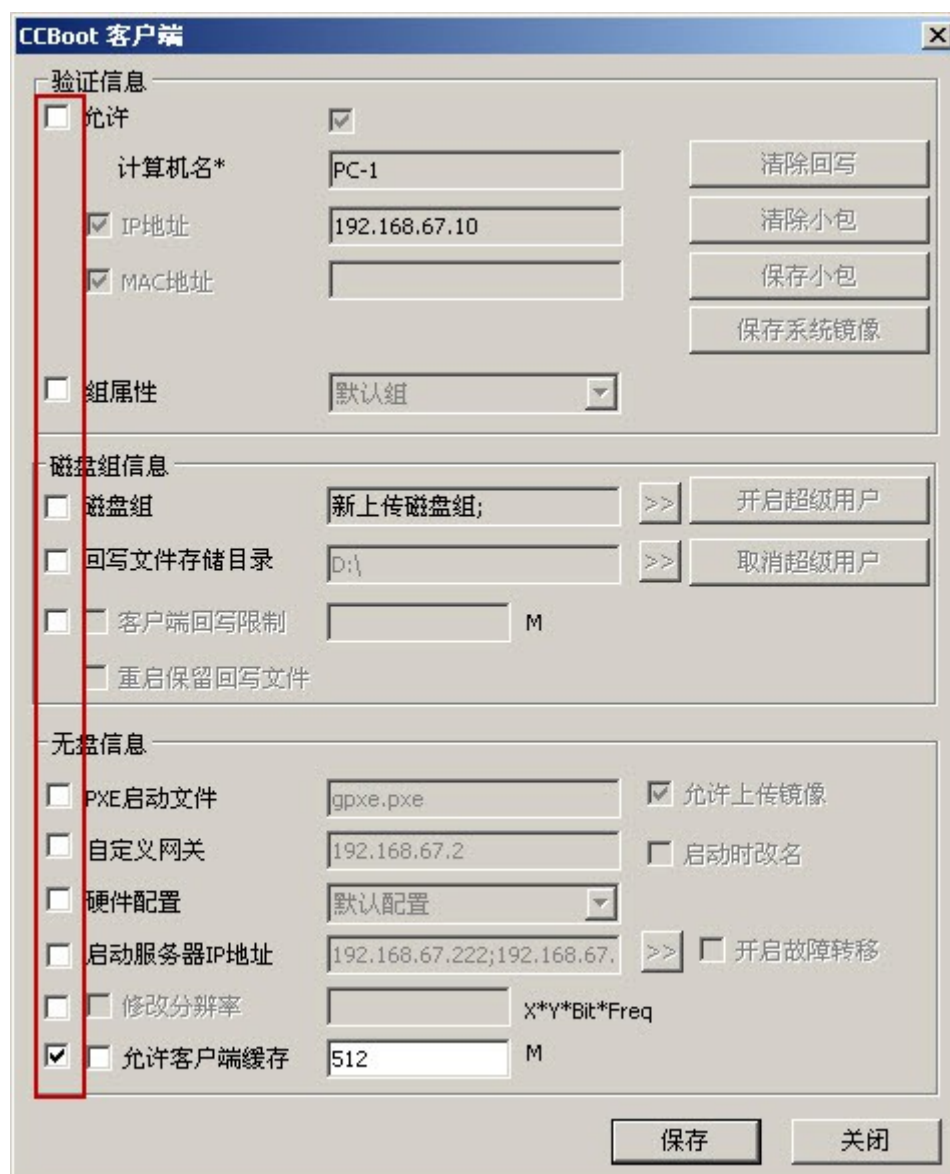 CCBoot 客户端
验证信息
允许
计算机名* PC-1 清除回写
IP地址 192.168.67.10 清除小包
MAC地址 保存小包
保存系统镜像
组属性 默认组
磁盘组信息
磁盘组 新上传磁盘组; >> 开启超级用户
回写文件存储目录 D:\ >> 取消超级用户
客户端回写限制 M
重启保留回写文件
无盘信息
PXE启动文件 gpxe.pxe 允许上传镜像
自定义网关 192.168.67.2 启动时改名
硬件配置 默认配置
启动服务器IP地址 192.168.67.222;192.168.67. >> 开启故障转移
修改分辨率 X*Y*Bit*Freq
允许客户端缓存 512 M
保存 关闭